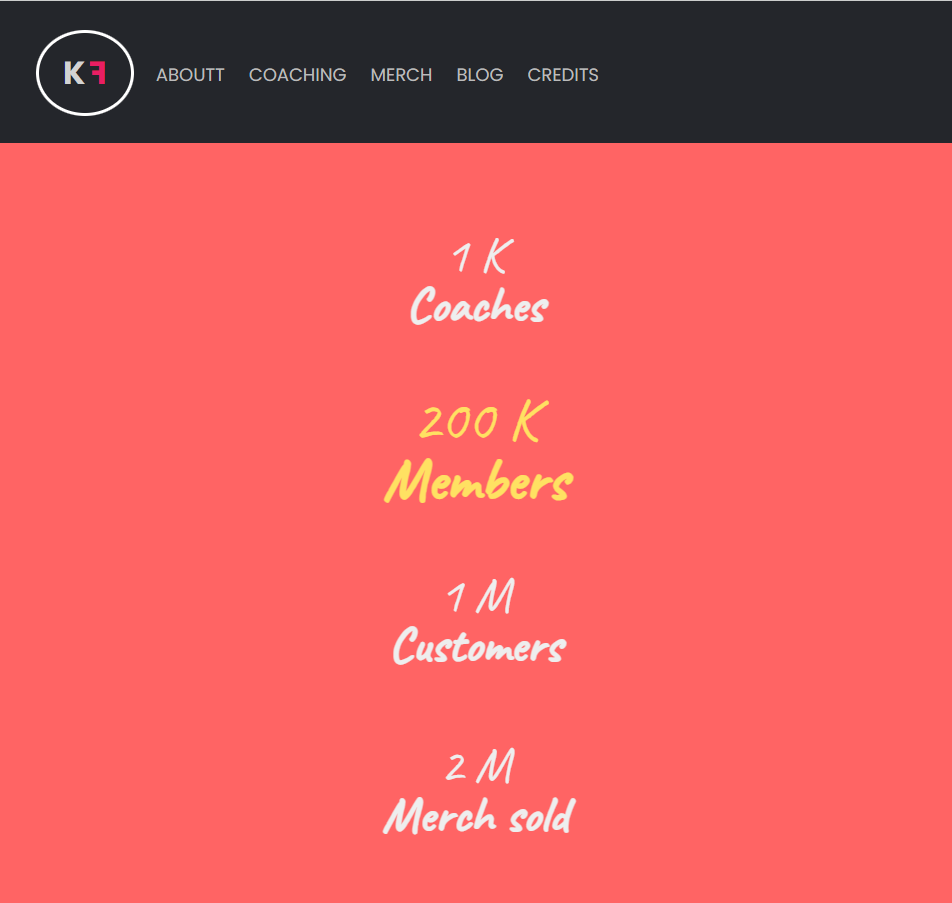 KF
ABOUTT COACHING MERCH BLOG CREDITS
1 K
Coaches
200 K
Members
1 M
Customers
2 M
Merch sold